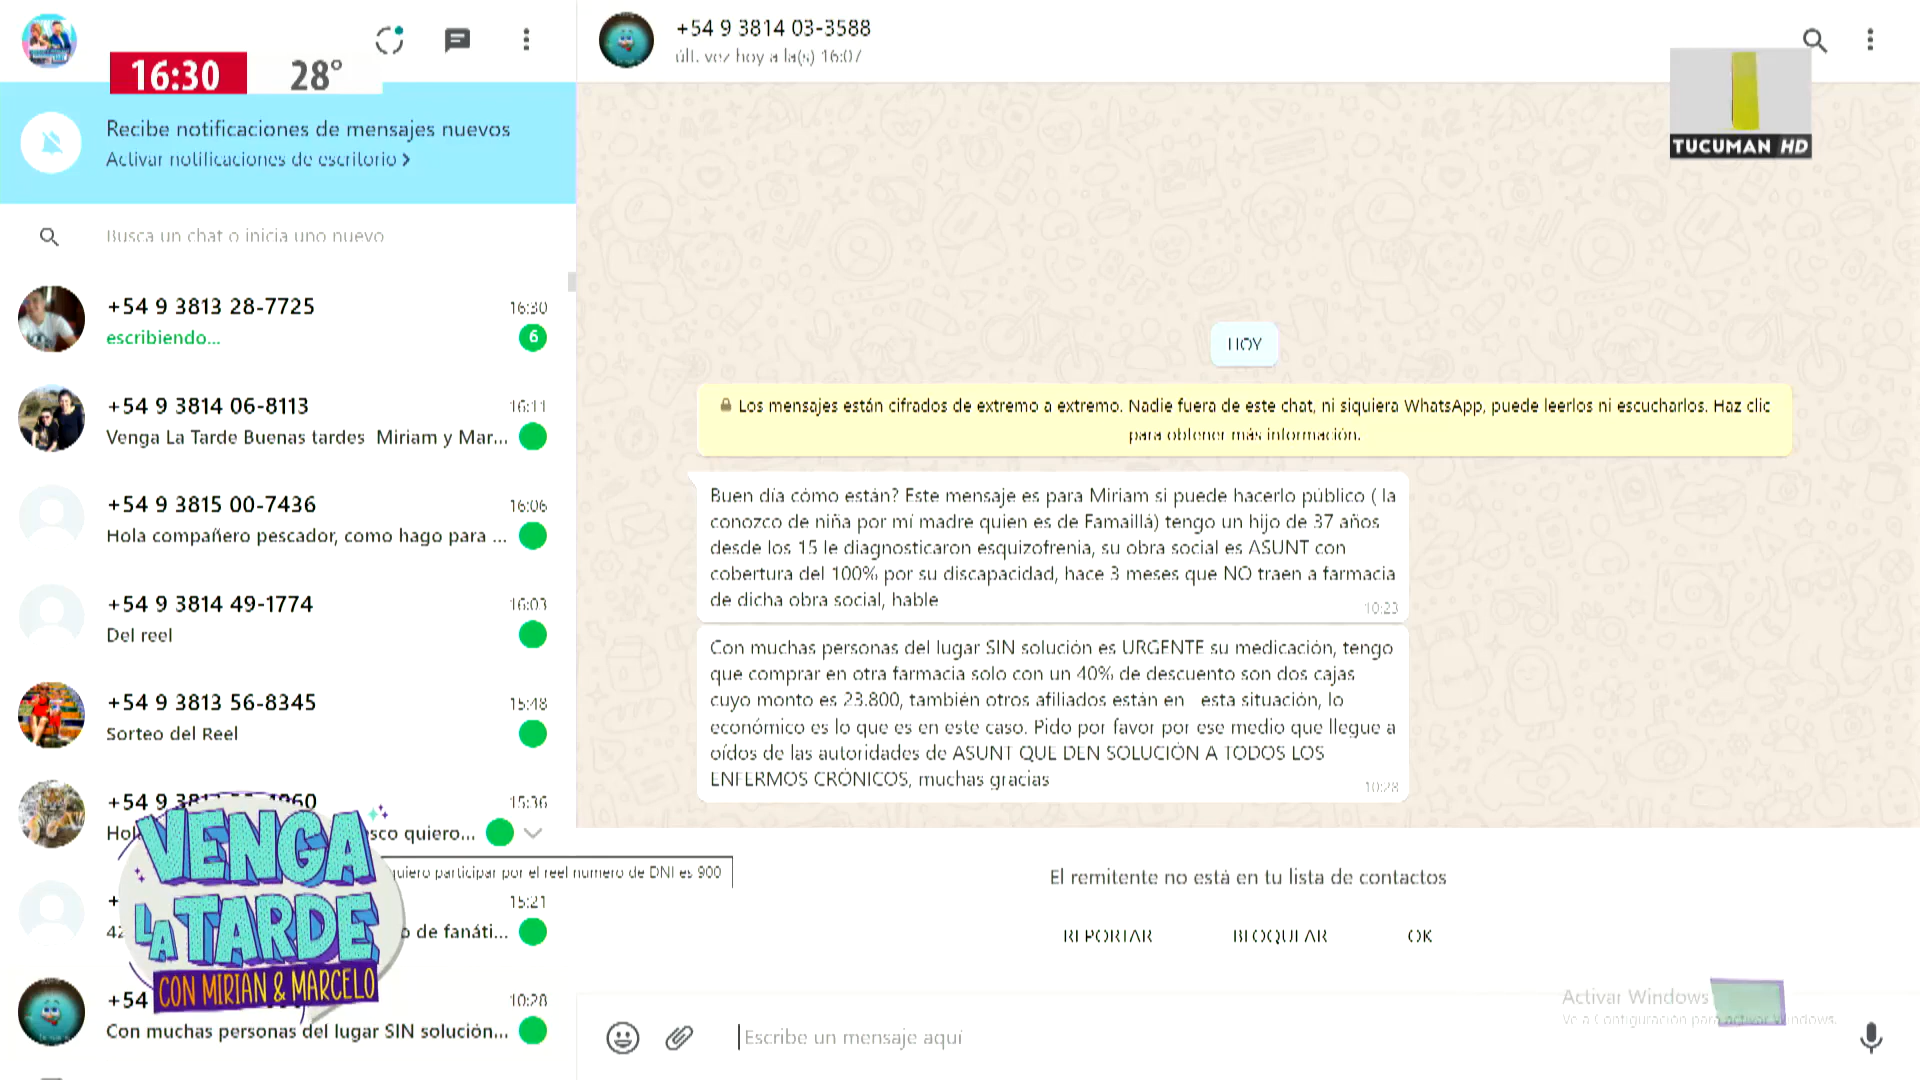 16:30
28°
Recibe notificaciones de mensajes nuevos
Activar notificaciones de escritorio
Busca un chat o inicia uno nuevo
+54 9 3813 28-7725
16:30
escribiendo...
6
+54 9 3814 06-8113
16:11
Venga La Tarde Buenas tardes Miriam y Mar...
+54 9 3815 00-7436
16:06
Hola compañero pescador, como hago para ...
+54 9 3814 49-1774
16:03
Del reel
+54 9 3813 56-8345
15:48
Sorteo del Reel
+54 9
15:36
quiero...
quiero participar por el reel numero de DNI es 900
15:21
de fanáti...
+54
10:28
Con muchas personas del lugar SIN solución...
VENGA
LA TARDE
CON MIRIAN & MARCELO
+54 9 3814 03-3588
últ. vez hoy a la(s) 16:07
TUCUMAN HD
HOY
Los mensajes están cifrados de extremo a extremo. Nadie fuera de este chat, ni siquiera WhatsApp, puede leerlos ni escucharlos. Haz clic
para obtener más información.
Buen día cómo están? Este mensaje es para Miriam si puede hacerlo público ( la
conozco de niña por mí madre quien es de Famaillá) tengo un hijo de 37 años
desde los 15 le diagnosticaron esquizofrenia, su obra social es ASUNT con
cobertura del 100% por su discapacidad, hace 3 meses que NO traen a farmacia
de dicha obra social, hable
10:23
Con muchas personas del lugar SIN solución es URGENTE su medicación, tengo
que comprar en otra farmacia solo con un 40% de descuento son dos cajas
cuyo monto es 23.800, también otros afiliados están en esta situación, lo
económico es lo que es en este caso. Pido por favor por ese medio que llegue a
oídos de las autoridades de ASUNT QUE DEN SOLUCIÓN A TODOS LOS
ENFERMOS CRÓNICOS, muchas gracias
10:28
El remitente no está en tu lista de contactos
REPORTAR
BLOQUEAR
OK
Escribe un mensaje aquí
Activar Windows
Ve a Configuración para activar Windows.